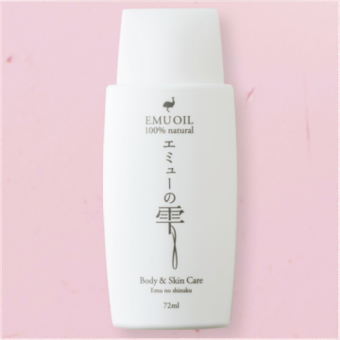 EMU OIL
100% natural
エミューの雫
Body & Skin Care
Emu no shizuku
72ml